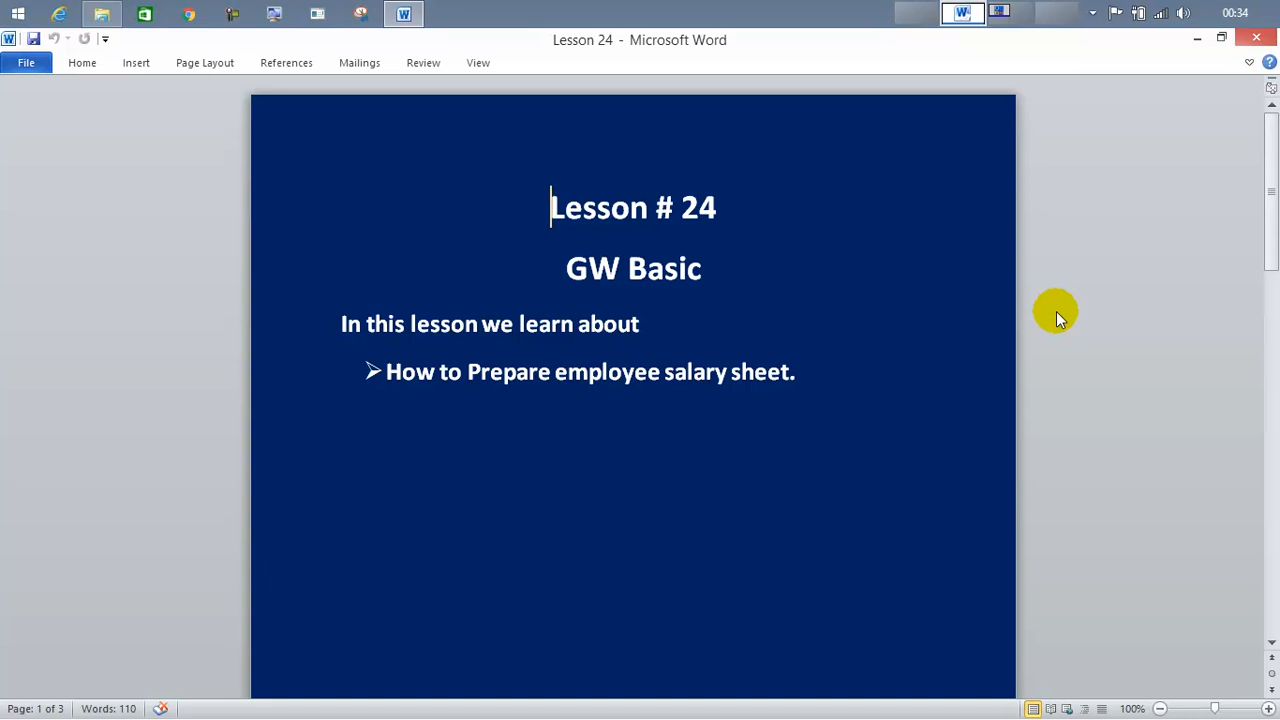 00:34
Lesson 24 - Microsoft Word
File Home Insert Page Layout References Mailings Review View
Lesson # 24
GW Basic
In this lesson we learn about
How to Prepare employee salary sheet.
Page: 1 of 3 Words: 110 100%